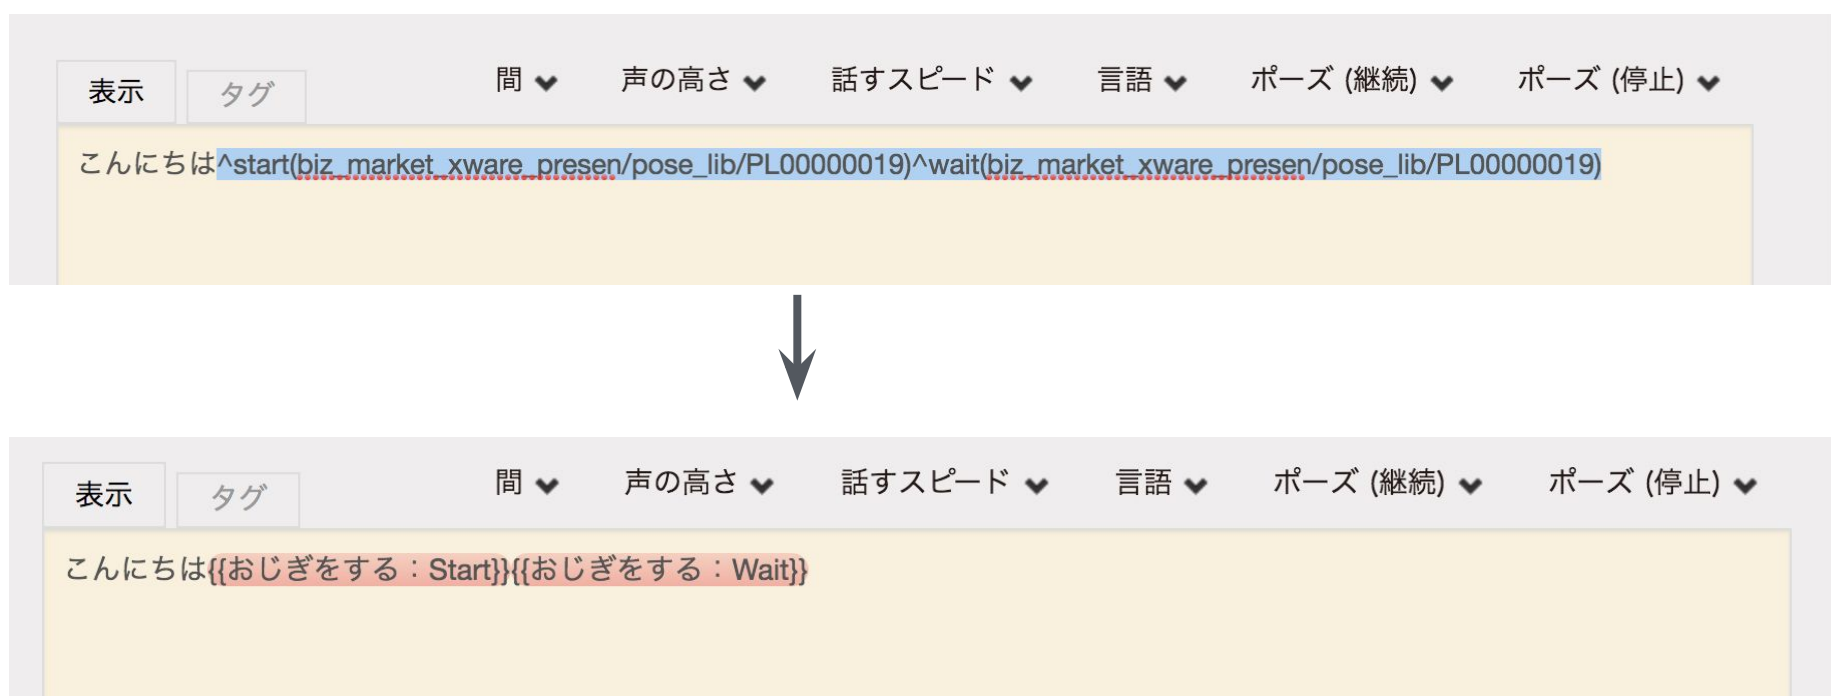 表示 タグ 間 声の高さ 話すスピード 言語 ポーズ (継続) ポーズ (停止)
こんにちは^start(biz_market_xware_presen/pose_lib/PL00000019)^wait(biz_market_xware_presen/pose_lib/PL00000019)
表示 タグ 間 声の高さ 話すスピード 言語 ポーズ (継続) ポーズ (停止)
こんにちは{{おじぎをする：Start}}{{おじぎをする：Wait}}